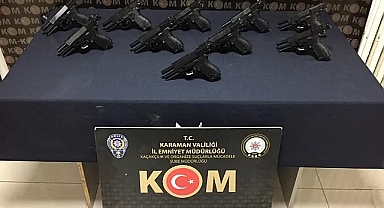 T.C.
KARAMAN VALİLİĞİ
İL EMNİYET MÜDÜRLÜĞÜ
KAÇAKÇILIK VE ORGANİZE SUÇLARLA MÜCADELE
ŞUBE MÜDÜRLÜĞÜ
KOM